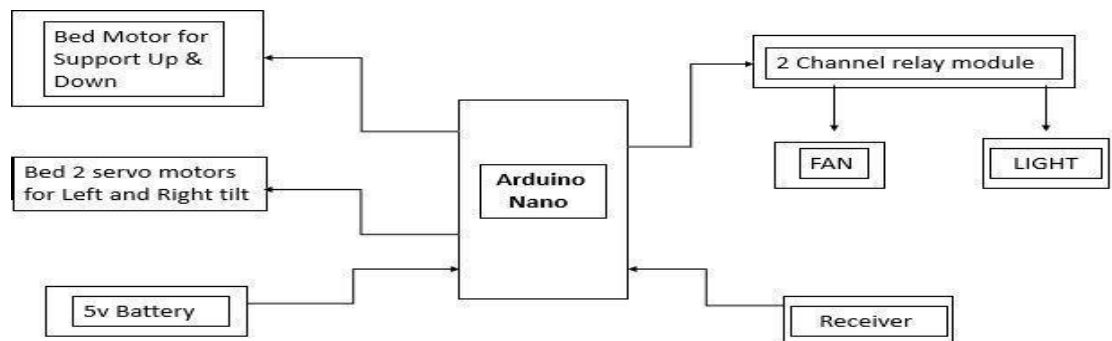 Bed Motor for
Support Up &
Down
2 Channel relay module
FAN
LIGHT
Bed 2 servo motors
for Left and Right tilt
Arduino
Nano
5v Battery
Receiver